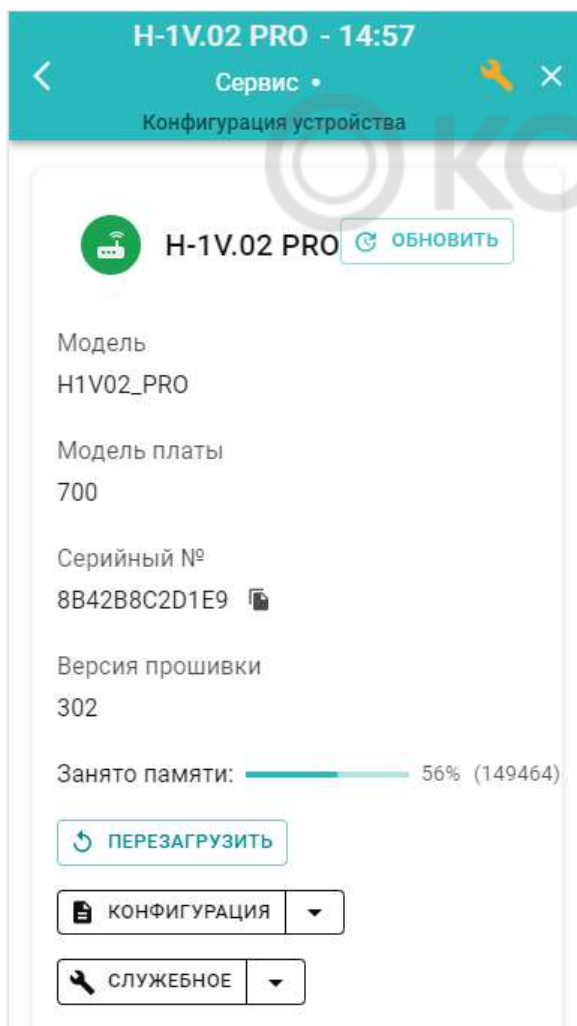 H-1V.02 PRO - 14:57
Сервис •
Конфигурация устройства
H-1V.02 PRO
ОБНОВИТЬ
Модель
H1V02_PRO
Модель платы
700
Серийный №
8B42B8C2D1E9
Версия прошивки
302
Занято памяти: 56% (149464)
ПЕРЕЗАГРУЗИТЬ
КОНФИГУРАЦИЯ
СЛУЖЕБНОЕ